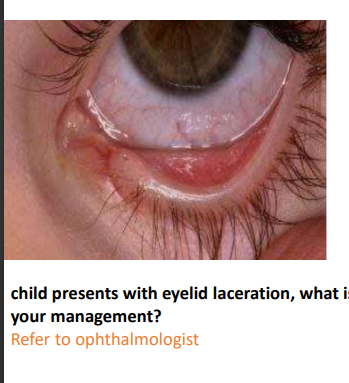 child presents with eyelid laceration, what i
your management?
Refer to ophthalmologist